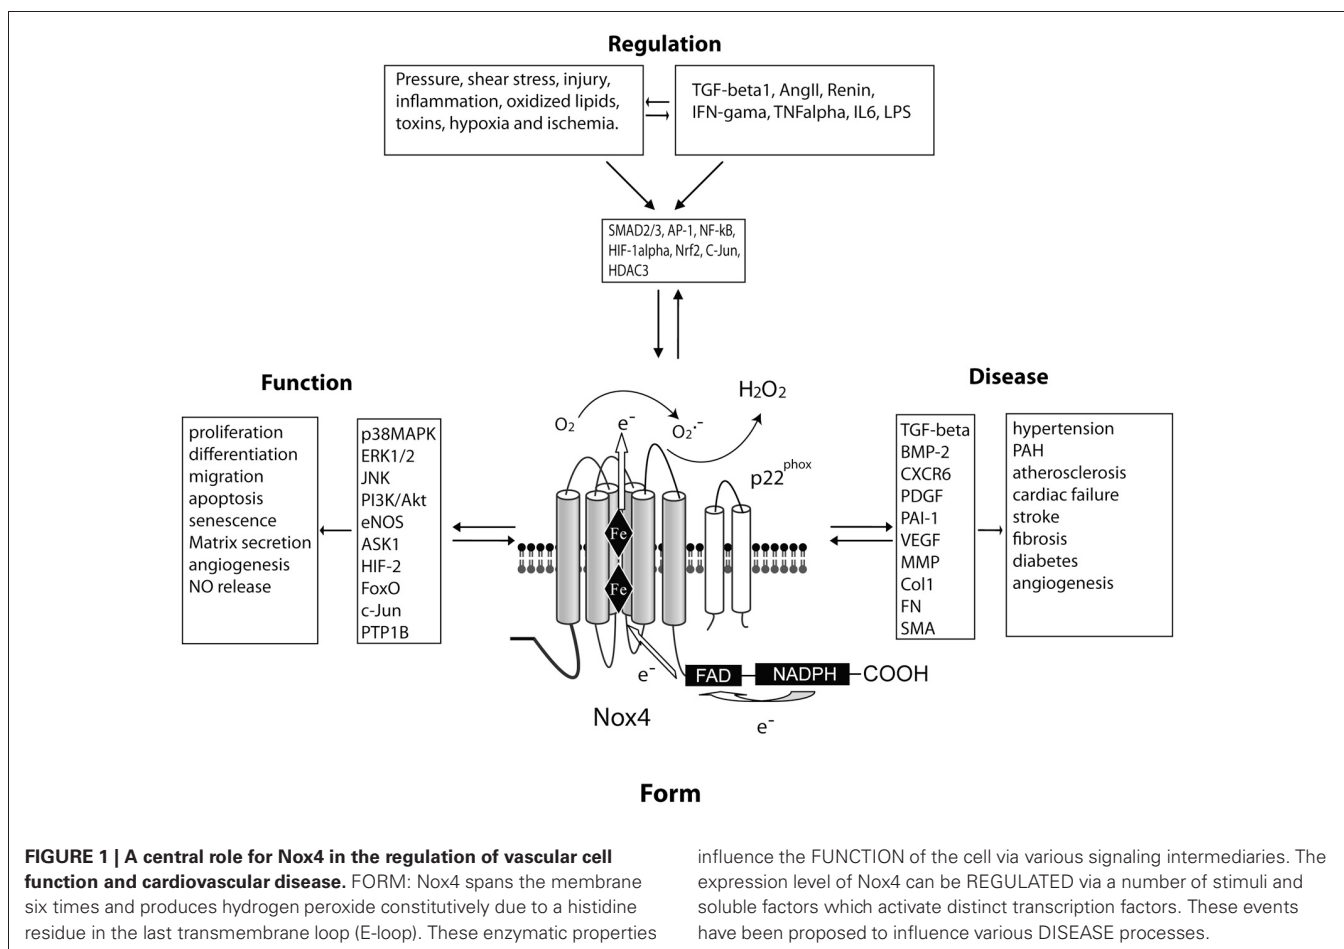 Regulation
Pressure, shear stress, injury,
inflammation, oxidized lipids,
toxins, hypoxia and ischemia.
TGF-beta1, AngII, Renin,
IFN-gama, TNFalpha, IL6, LPS
SMAD2/3, AP-1, NF-kB,
HIF-1alpha, Nrf2, C-Jun,
HDAC3
Function
proliferation
differentiation
migration
apoptosis
senescence
Matrix secretion
angiogenesis
NO release
p38MAPK
ERK1/2
JNK
PI3K/Akt
eNOS
ASK1
HIF-2
FoxO
c-Jun
PTP1B
O2
e-
O2.-
H2O2
p22phox
Fe
Fe
e-
FAD
NADPH
COOH
e-
Nox4
Form
Disease
TGF-beta
BMP-2
CXCR6
PDGF
PAI-1
VEGF
MMP
Col1
FN
SMA
hypertension
PAH
atherosclerosis
cardiac failure
stroke
fibrosis
diabetes
angiogenesis
FIGURE 1 | A central role for Nox4 in the regulation of vascular cell
function and cardiovascular disease. FORM: Nox4 spans the membrane
six times and produces hydrogen peroxide constitutively due to a histidine
residue in the last transmembrane loop (E-loop). These enzymatic properties
influence the FUNCTION of the cell via various signaling intermediaries. The
expression level of Nox4 can be REGULATED via a number of stimuli and
soluble factors which activate distinct transcription factors. These events
have been proposed to influence various DISEASE processes.